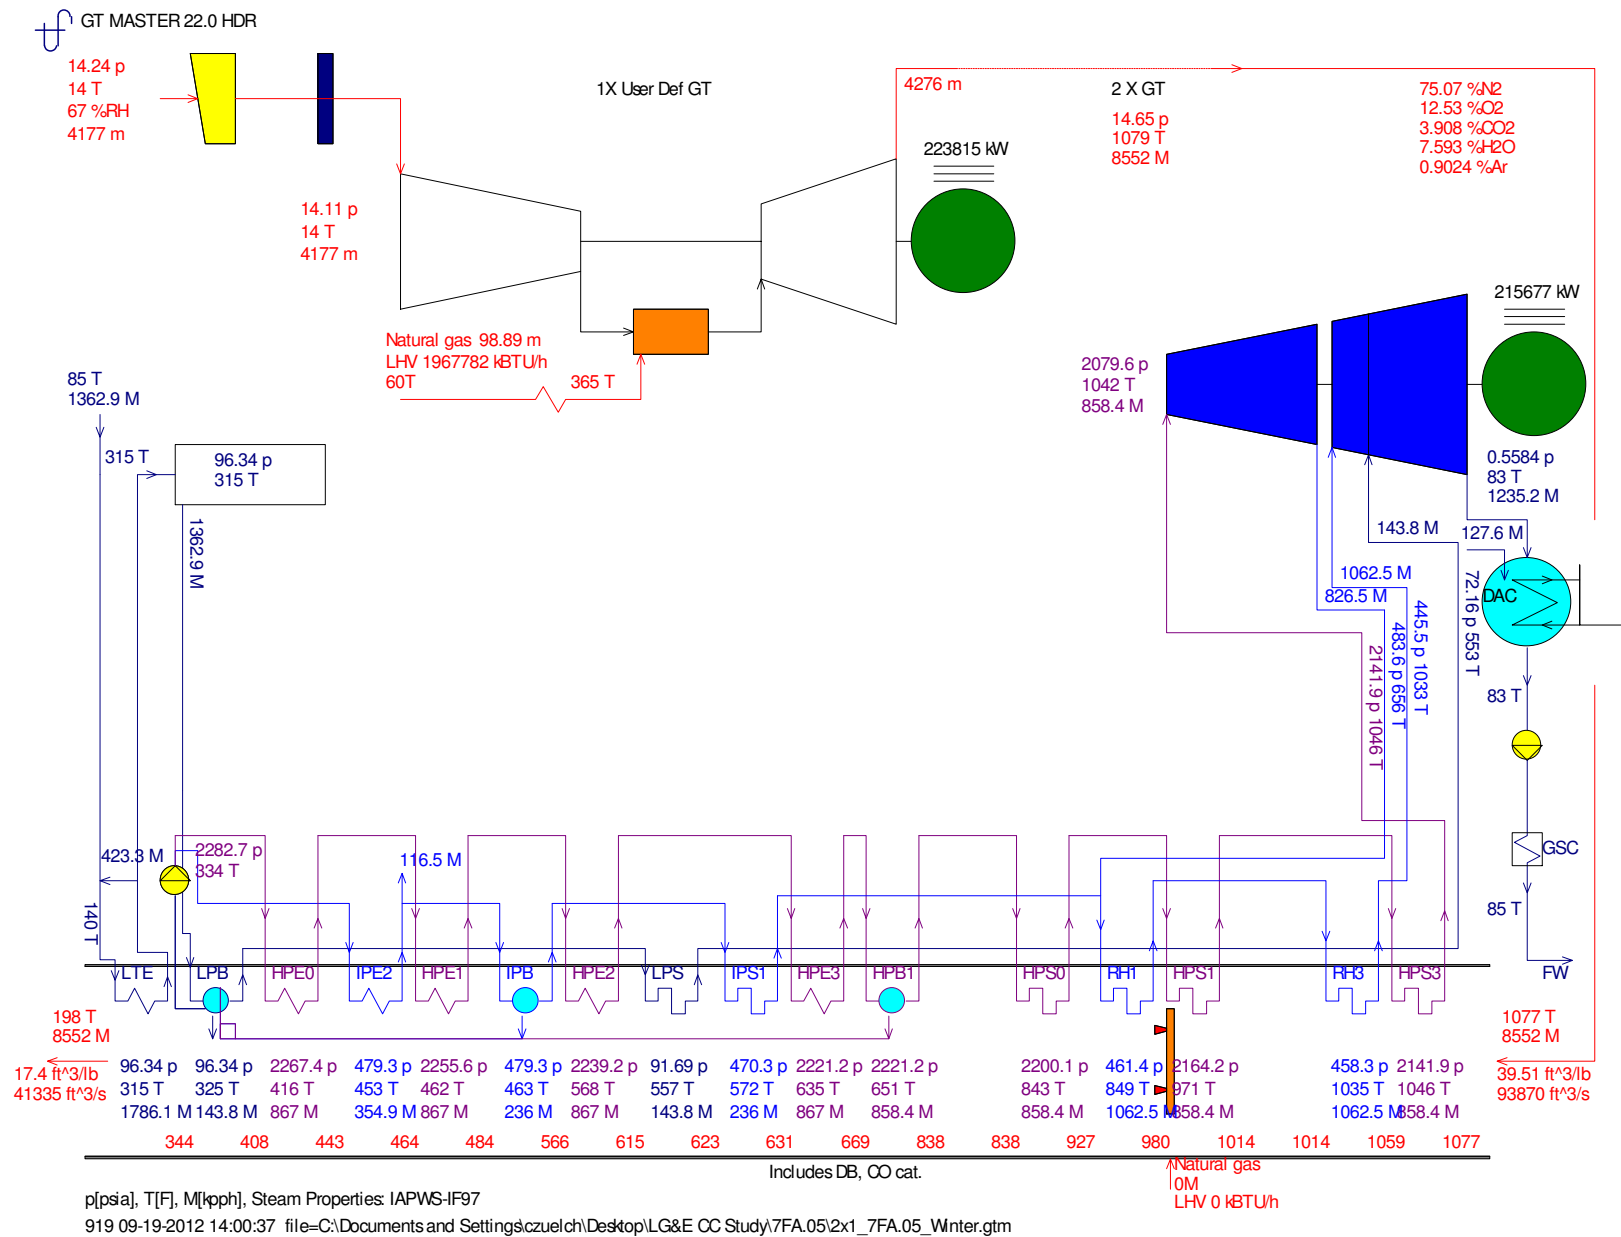 GT MASTER 22.0 HDR
14.24 p
14 T
67 %RH
4177 m
1X User Def GT
4276 m
2 X GT
14.65 p
1079 T
8552 M
75.07 %N2
12.53 %O2
3.908 %CO2
7.593 %H2O
0.9024 %Ar
223815 kW
14.11 p
14 T
4177 m
Natural gas 98.89 m
LHV 1967782 kBTU/h
60T
365 T
215677 kW
2079.6 p
1042 T
858.4 M
85 T
1362.9 M
315 T
96.34 p
315 T
1362.9 M
0.5584 p
83 T
1235.2 M
143.8 M
127.6 M
1062.5 M
826.5 M
72.16 p 553 T
445.5 p 1033 T
483.6 p 656 T
2141.9 p 1046 T
DAC
83 T
GSC
85 T
FW
423.3 M
2282.7 p
334 T
116.5 M
140 T
LTE LPB HPE0 IPE2 HPE1 IPB HPE2 LPS IPS1 HPE3 HPB1 HPS0 RH1 HPS1 RH3 HPS3
198 T
8552 M
17.4 ft^3/lb
41335 ft^3/s
1077 T
8552 M
39.51 ft^3/lb
93870 ft^3/s
96.34 p 96.34 p 2267.4 p 479.3 p 2255.6 p 479.3 p 2239.2 p 91.69 p 470.3 p 2221.2 p 2221.2 p 2200.1 p 461.4 p 2164.2 p 458.3 p 2141.9 p
315 T 325 T 416 T 453 T 462 T 463 T 568 T 557 T 572 T 635 T 651 T 843 T 849 T 971 T 1035 T 1046 T
1786.1 M 143.8 M 867 M 354.9 M 867 M 236 M 867 M 143.8 M 236 M 867 M 858.4 M 858.4 M 1062.5 M 858.4 M 1062.5 M 858.4 M
344 408 443 464 484 566 615 623 631 669 838 838 927 980 1014 1014 1059 1077
Includes DB, CO cat.
Natural gas
0M
LHV 0 kBTU/h
p[psia], T[F], M[kpph], Steam Properties: IAPWS-IF97
919 09-19-2012 14:00:37 file=C:\Documents and Settings\czuelch\Desktop\LG&E CC Study\7FA.05\2x1_7FA.05_Winter.gtm